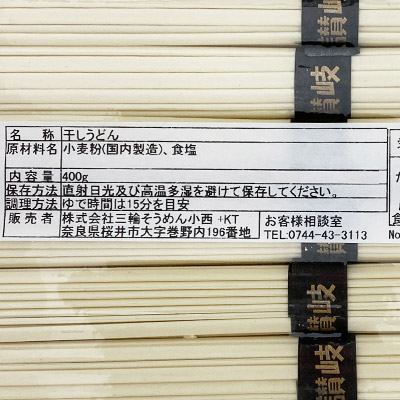 讃岐
名 称 干しうどん
原材料名 小麦粉(国内製造)、食塩
内容量 400g
保存方法 直射日光及び高温多湿を避けて保存してください。
調理方法 ゆで時間は15分を目安
販売者 株式会社三輪そうめん小西 +KT
奈良県桜井市大字巻野内196番地
お客様相談室
TEL:0744-43-3113
No
讃岐
讃岐